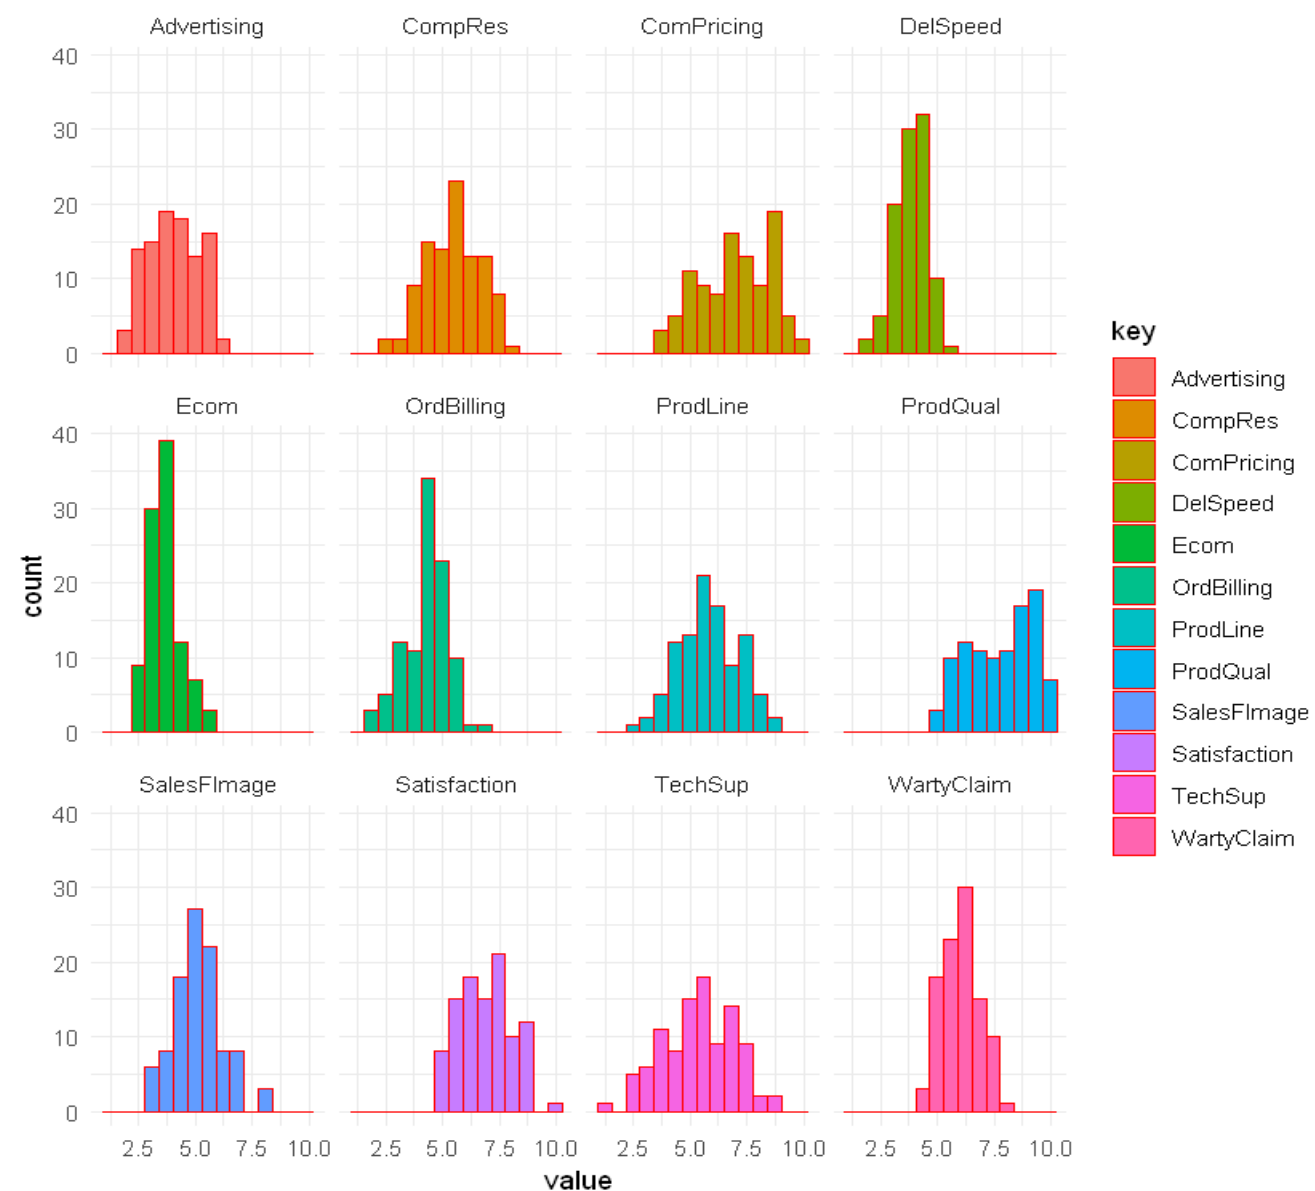 Advertising CompRes ComPricing DelSpeed
40
30
20
10
0
Ecom OrdBilling ProdLine ProdQual
40
30
20
10
0
SalesFImage Satisfaction TechSup WartyClaim
40
30
20
10
0
2.5 5.0 7.5 10.0 2.5 5.0 7.5 10.0 2.5 5.0 7.5 10.0 2.5 5.0 7.5 10.0
value
count
key
Advertising
CompRes
ComPricing
DelSpeed
Ecom
OrdBilling
ProdLine
ProdQual
SalesFImage
Satisfaction
TechSup
WartyClaim